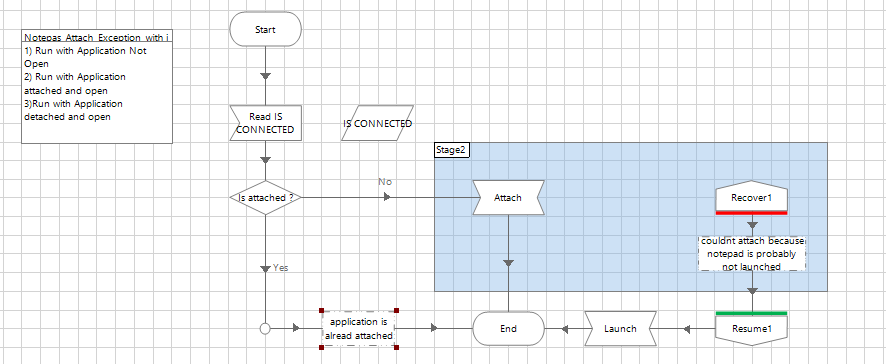 Start
Notepas Attach Exception with i
1) Run with Application Not
Open
2) Run with Application
attached and open
3)Run with Application
detached and open
Read IS
CONNECTED
IS CONNECTED
Stage2
No
Is attached ?
Attach
Recover1
couldnt attach because
notepad is probably
not launched
Yes
application is
alread attached
End
Launch
Resume1